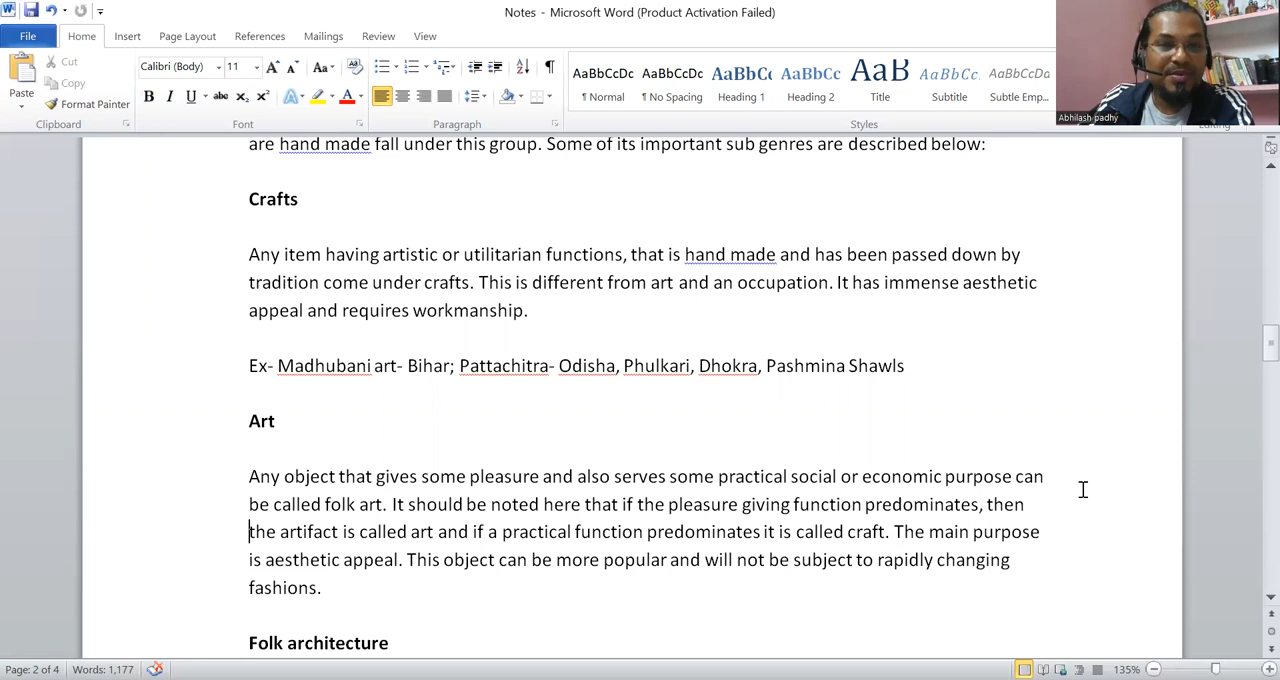 Notes - Microsoft Word (Product Activation Failed)
File Home Insert Page Layout References Mailings Review View
Paste
Cut
Copy
Format Painter
Clipboard
Calibri (Body) 11
Font
Paragraph
AaBbCcDc AaBbCcDc AaBbCc AaBbCc AaB AaBbCc. AaBbCcDc
¶ Normal ¶ No Spacing Heading 1 Heading 2 Title Subtitle Subtle Emp...
Styles
Editing
Abhilash padhy
are hand made fall under this group. Some of its important sub genres are described below:
Crafts
Any item having artistic or utilitarian functions, that is hand made and has been passed down by
tradition come under crafts. This is different from art and an occupation. It has immense aesthetic
appeal and requires workmanship.
Ex- Madhubani art- Bihar; Pattachitra- Odisha, Phulkari, Dhokra, Pashmina Shawls
Art
Any object that gives some pleasure and also serves some practical social or economic purpose can
be called folk art. It should be noted here that if the pleasure giving function predominates, then
the artifact is called art and if a practical function predominates it is called craft. The main purpose
is aesthetic appeal. This object can be more popular and will not be subject to rapidly changing
fashions.
Folk architecture
Page: 2 of 4 Words: 1,177 135%